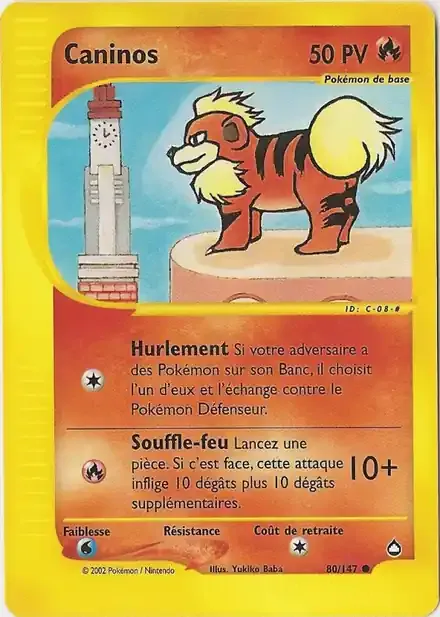 Caninos 50 PV
Pokémon de base
ID: C-08-#
Hurlement Si votre adversaire a
des Pokémon sur son Banc, il choisit
l'un d'eux et l'échange contre le
Pokémon Défenseur.
Souffle-feu Lancez une
pièce. Si c'est face, cette attaque
inflige 10 dégâts plus 10 dégâts
supplémentaires.
10+
Faiblesse Résistance Coût de retraite
© 2002 Pokémon / Nintendo Illus. Yukiko Baba 80/147